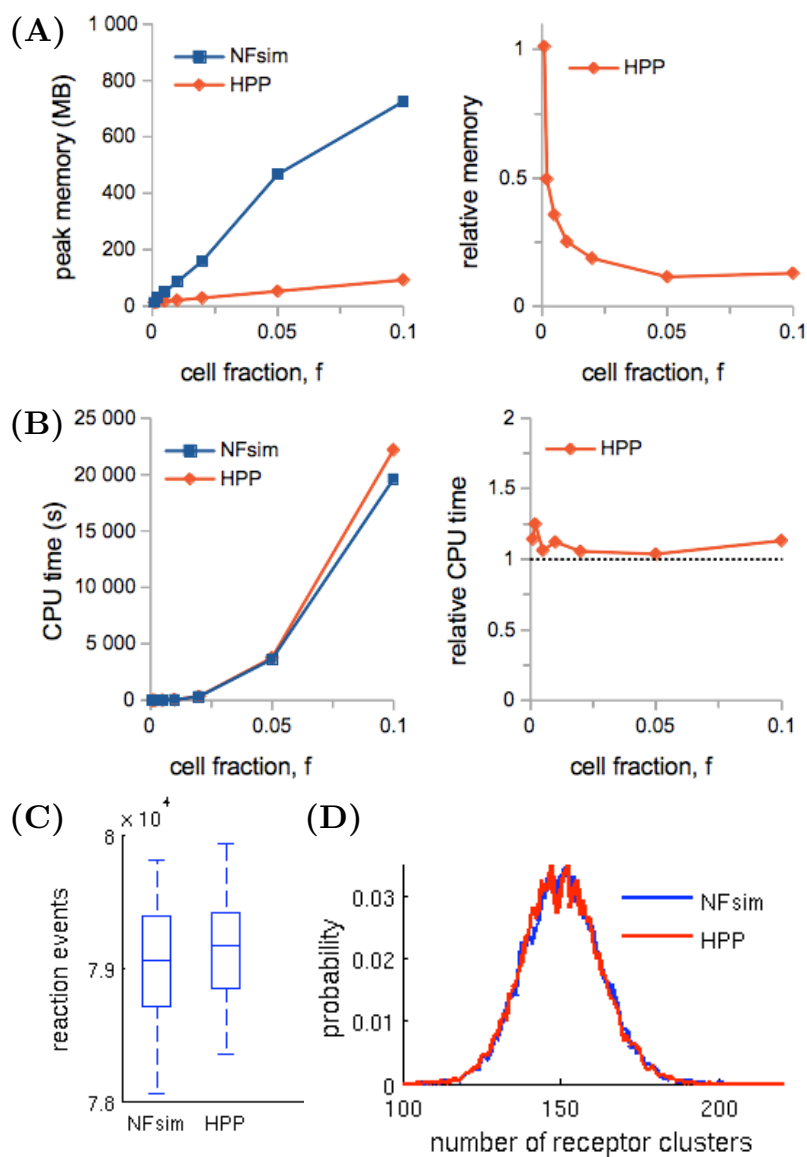 (A)
1 000
800
600
400
200
0
peak memory (MB)
NFsim
HPP
0
0.05
0.1
cell fraction, f
1
0.5
0
relative memory
HPP
0
0.05
0.1
cell fraction, f
(B)
25 000
20 000
15 000
10 000
5 000
0
CPU time (s)
NFsim
HPP
0
0.05
0.1
cell fraction, f
2
1.5
1
0.5
0
relative CPU time
HPP
0
0.05
0.1
cell fraction, f
(C)
8 x 10^4
7.9
7.8
reaction events
NFsim HPP
(D)
0.03
0.02
0.01
0
probability
NFsim
HPP
100 150 200
number of receptor clusters